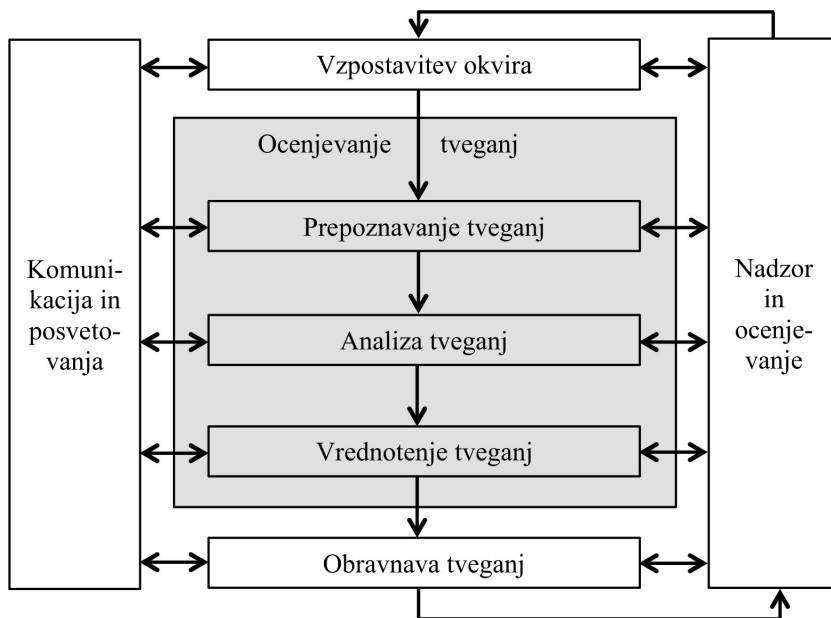 Vzpostavitev okvira
Ocenjevanje tveganj
Prepoznavanje tveganj
Komuni-
kacija in
posveto-
vanja
Analiza tveganj
Nadzor
in
ocenje-
vanje
Vrednotenje tveganj
Obravnava tveganj